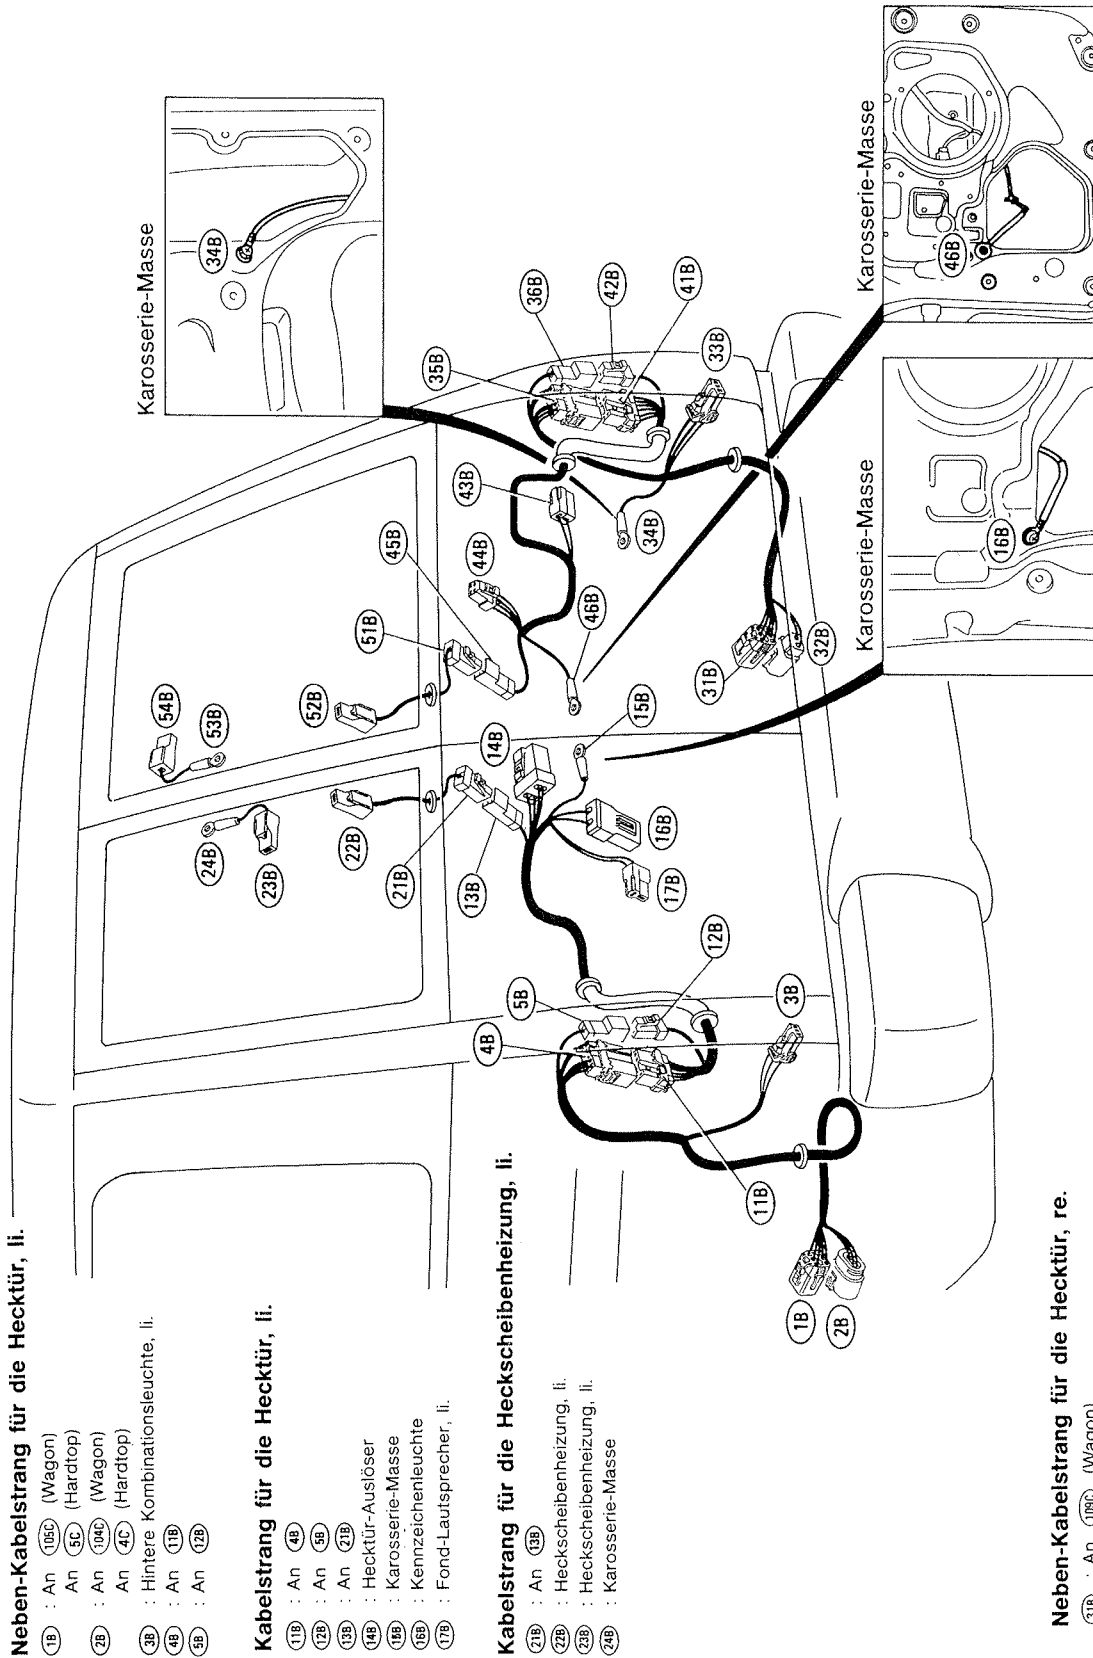 Neben-Kabelstrang für die Hecktür, li.
1B : An 105C (Wagon)
An 5C (Hardtop)
2B : An 104C (Wagon)
An 4C (Hardtop)
3B : Hintere Kombinationsleuchte, li.
4B : An 11B
5B : An 12B
Kabelstrang für die Hecktür, li.
11B : An 4B
12B : An 5B
13B : An 21B
14B : Hecktür-Auslöser
15B : Karosserie-Masse
16B : Kennzeichenleuchte
17B : Fond-Lautsprecher, li.
Kabelstrang für die Heckscheibenheizung, li.
21B : An 13B
22B : Heckscheibenheizung, li.
23B : Heckscheibenheizung, li.
24B : Karosserie-Masse
Neben-Kabelstrang für die Hecktür, re.
31B : An 109C (Wagon)
Karosserie-Masse
34B
Karosserie-Masse
46B
Karosserie-Masse
16B
54B
53B
24B
23B
52B
51B
22B
21B
45B
44B
43B
35B
36B
42B
41B
33B
34B
46B
14B
13B
15B
16B
17B
31B
32B
5B
4B
12B
3B
11B
1B
2B